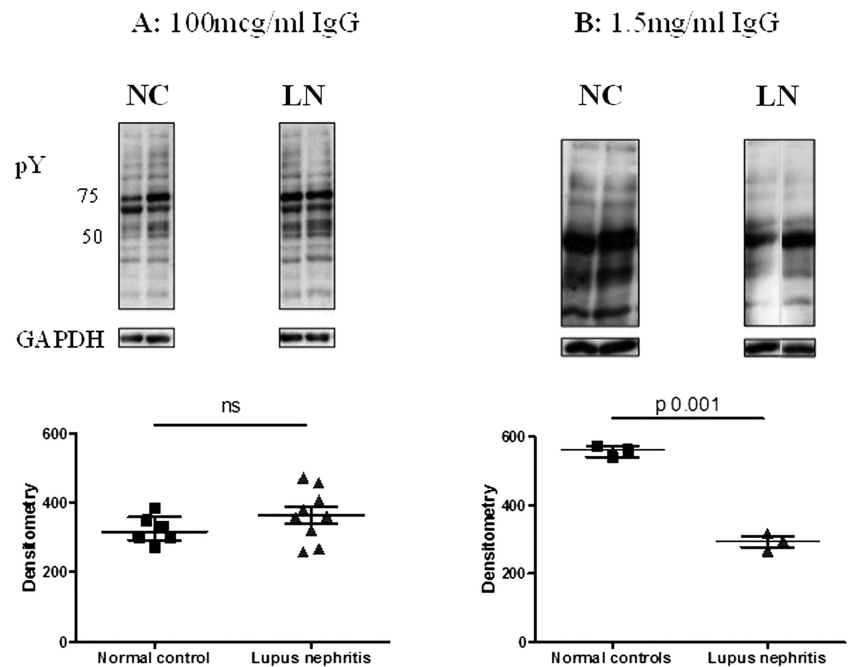 A: 100mcg/ml IgG
NC LN
pY
75
50
GAPDH
ns
600
400
200
0
Densitometry
Normal control Lupus nephritis
B: 1.5mg/ml IgG
NC LN
p 0.001
600
400
200
0
Densitometry
Normal controls Lupus nephritis